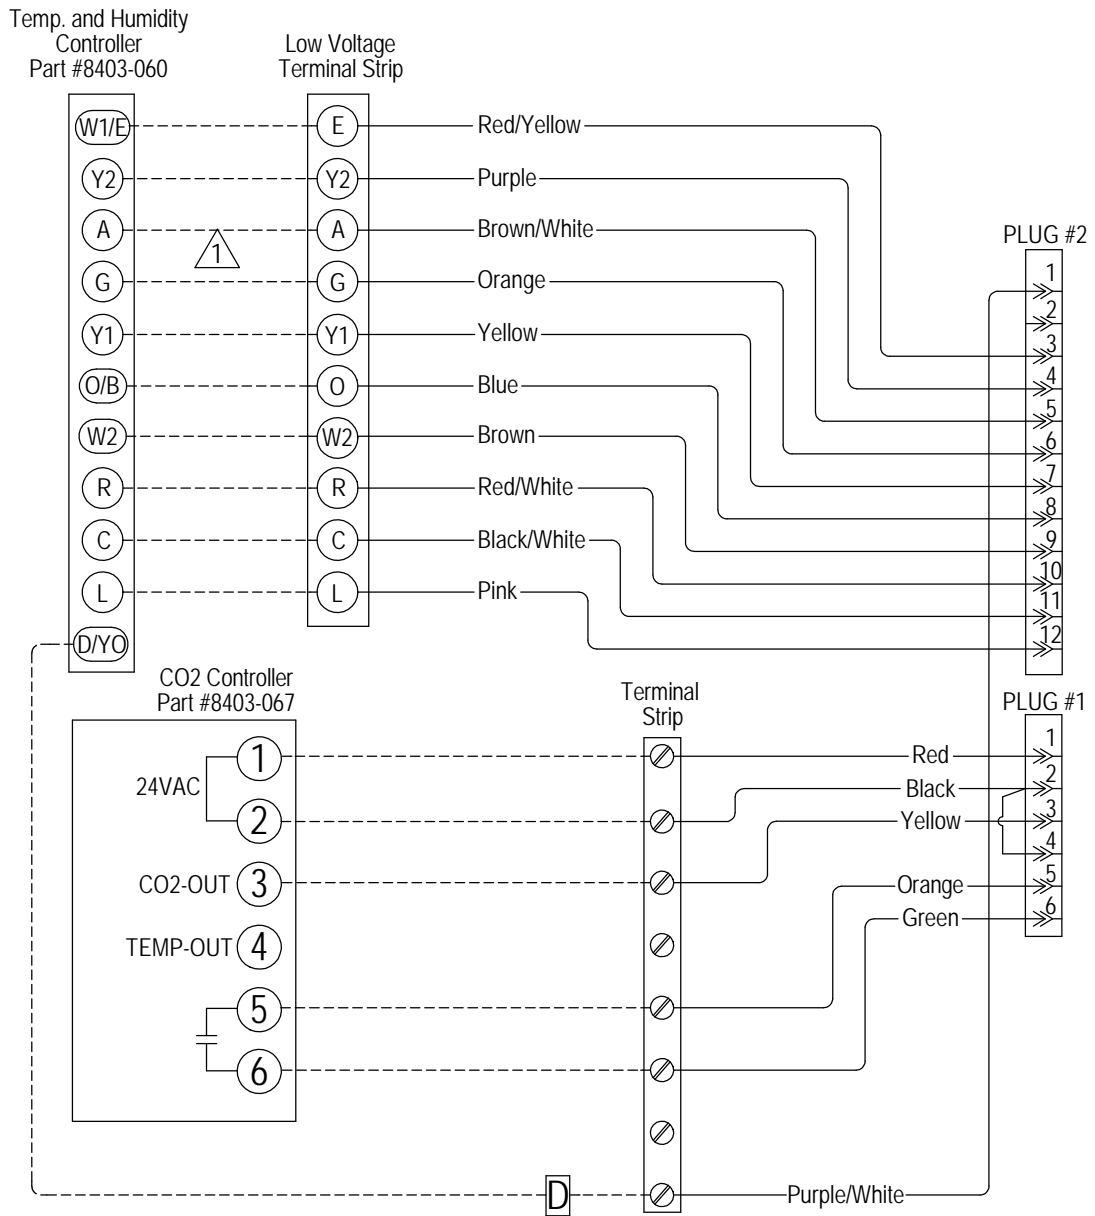 Temp. and Humidity
Controller
Part #8403-060
Low Voltage
Terminal Strip
W1/E
E
Red/Yellow
Y2
Y2
Purple
A
A
Brown/White
1
G
G
Orange
Y1
Y1
Yellow
O/B
O
Blue
W2
W2
Brown
R
R
Red/White
C
C
Black/White
L
L
Pink
D/YO
PLUG #2
1
2
3
4
5
6
7
8
9
10
11
12
CO2 Controller
Part #8403-067
24VAC
1
2
CO2-OUT
3
TEMP-OUT
4
5
6
Terminal
Strip
Red
Black
Yellow
Orange
Green
PLUG #1
1
2
3
4
5
6
D
Purple/White